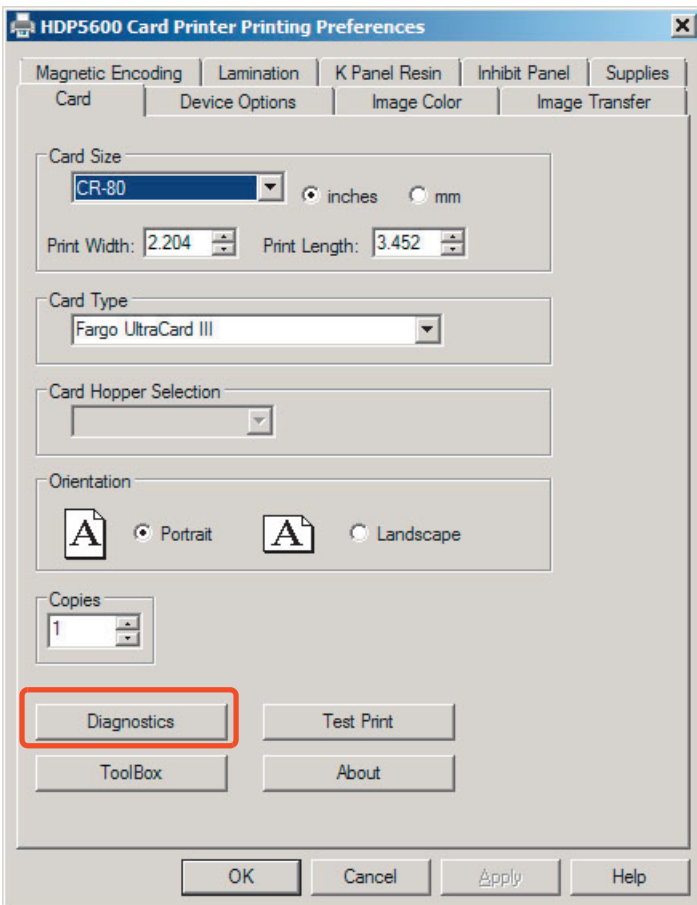 HDP5600 Card Printer Printing Preferences
Magnetic Encoding Lamination K Panel Resin Inhibit Panel Supplies
Card Device Options Image Color Image Transfer
Card Size
CR-80 inches mm
Print Width: 2.204 Print Length: 3.452
Card Type
Fargo UltraCard III
Card Hopper Selection
Orientation
A Portrait A Landscape
Copies
1
Diagnostics Test Print
ToolBox About
OK Cancel Apply Help